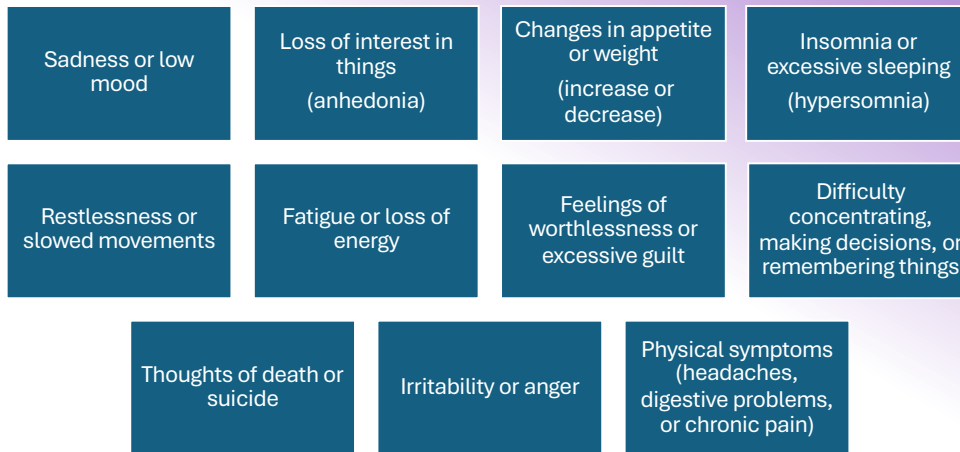 Sadness or low
mood
Loss of interest in
things
(anhedonia)
Changes in appetite
or weight
(increase or
decrease)
Insomnia or
excessive sleeping
(hypersomnia)
Restlessness or
slowed movements
Fatigue or loss of
energy
Feelings of
worthlessness or
excessive guilt
Difficulty
concentrating,
making decisions, or
remembering things
Thoughts of death or
suicide
Irritability or anger
Physical symptoms
(headaches,
digestive problems,
or chronic pain)